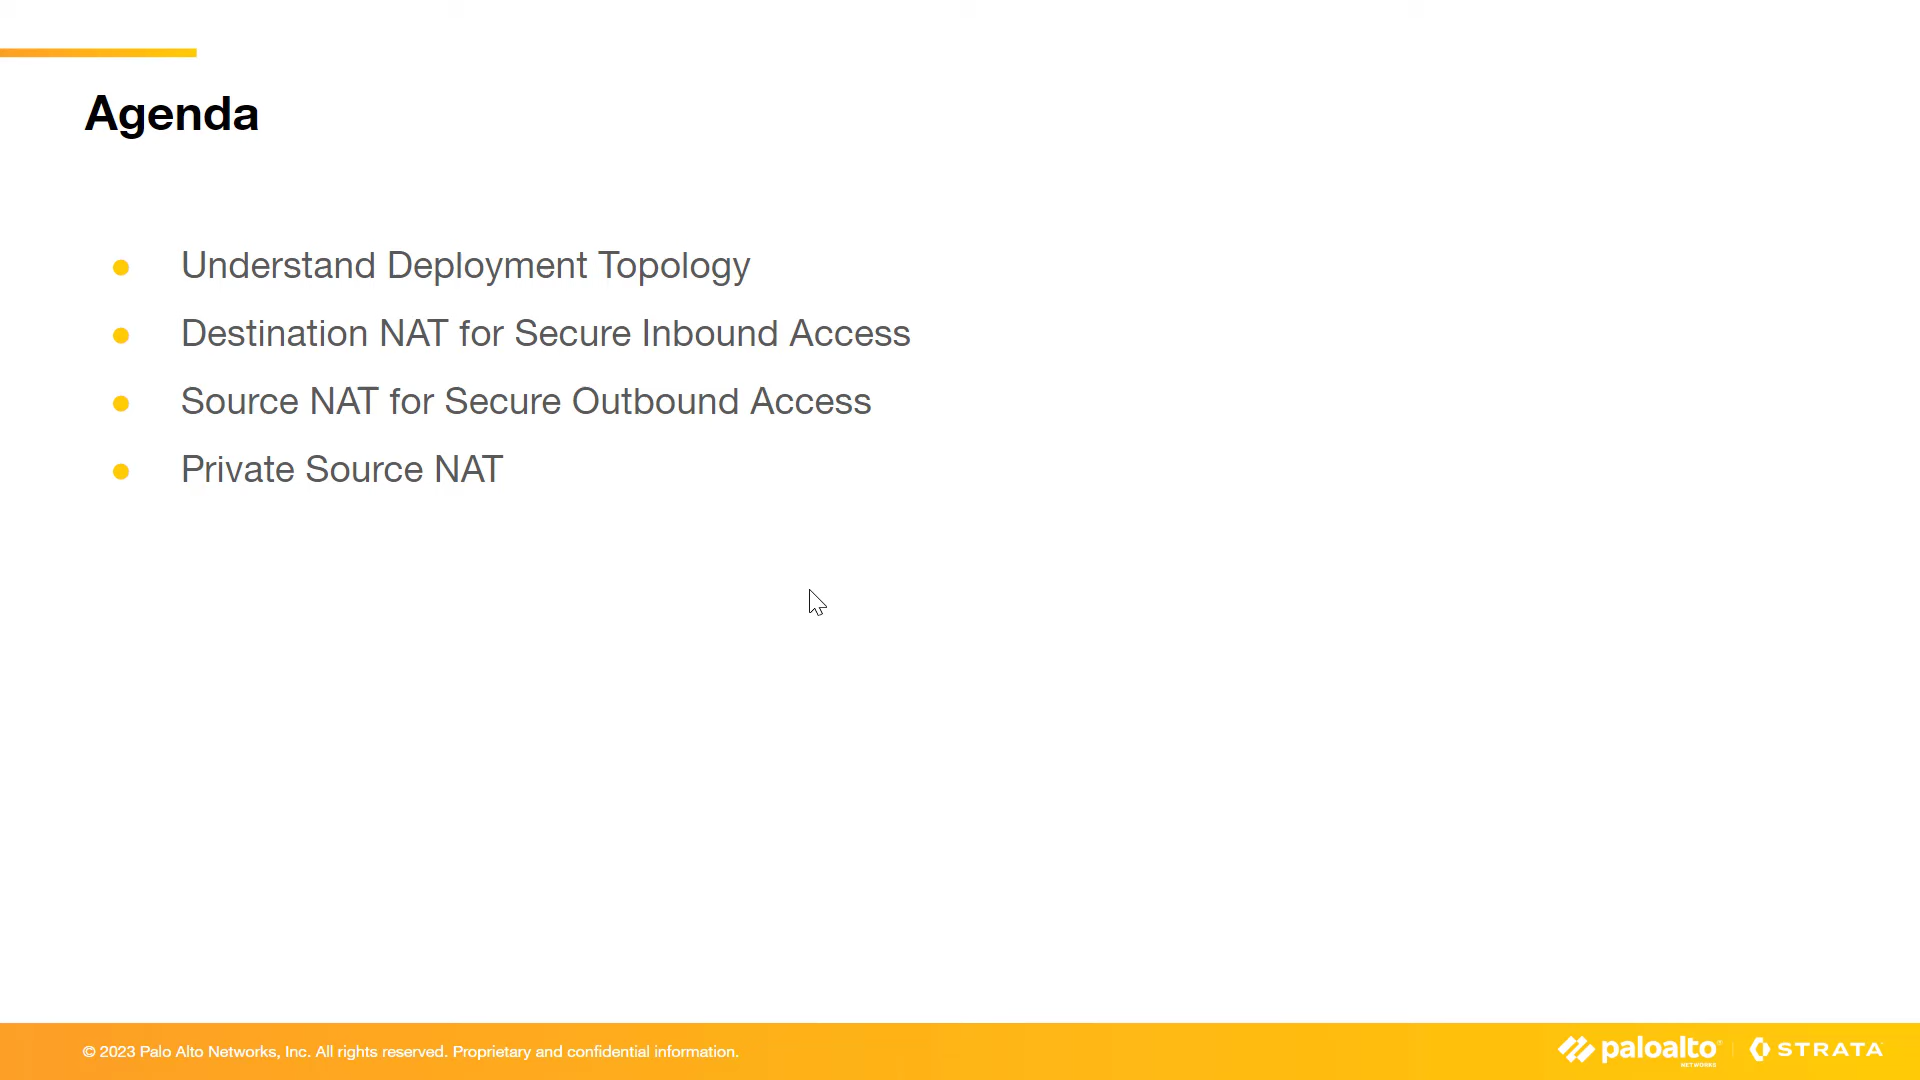 Agenda
Understand Deployment Topology
Destination NAT for Secure Inbound Access
Source NAT for Secure Outbound Access
Private Source NAT
© 2023 Palo Alto Networks, Inc. All rights reserved. Proprietary and confidential information.
paloalto
NETWORKS
STRATA